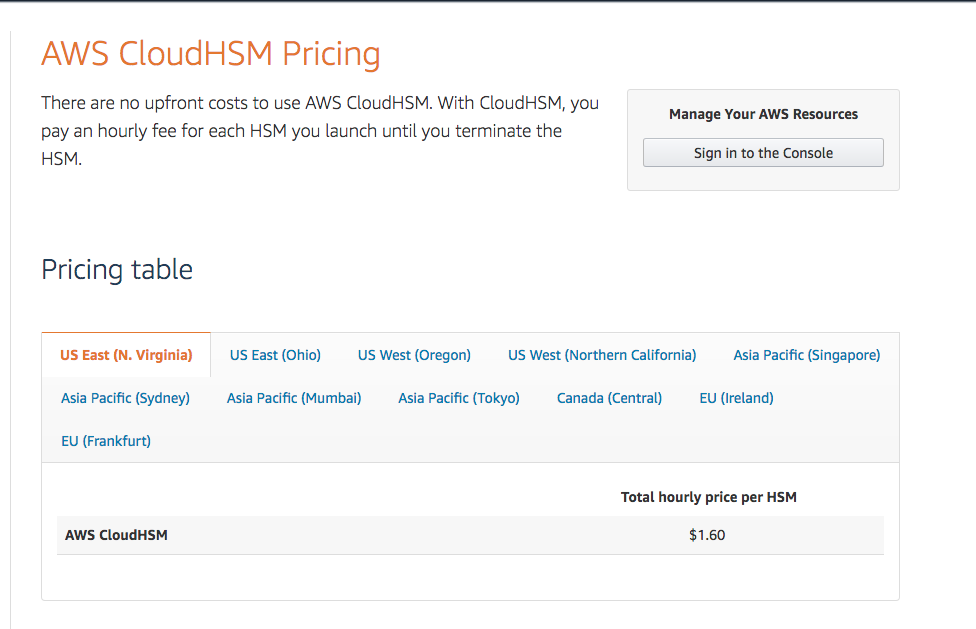 AWS CloudHSM Pricing
There are no upfront costs to use AWS CloudHSM. With CloudHSM, you
pay an hourly fee for each HSM you launch until you terminate the
HSM.
Manage Your AWS Resources
Sign in to the Console
Pricing table
US East (N. Virginia) US East (Ohio) US West (Oregon) US West (Northern California) Asia Pacific (Singapore)
Asia Pacific (Sydney) Asia Pacific (Mumbai) Asia Pacific (Tokyo) Canada (Central) EU (Ireland)
EU (Frankfurt)
Total hourly price per HSM
AWS CloudHSM $1.60